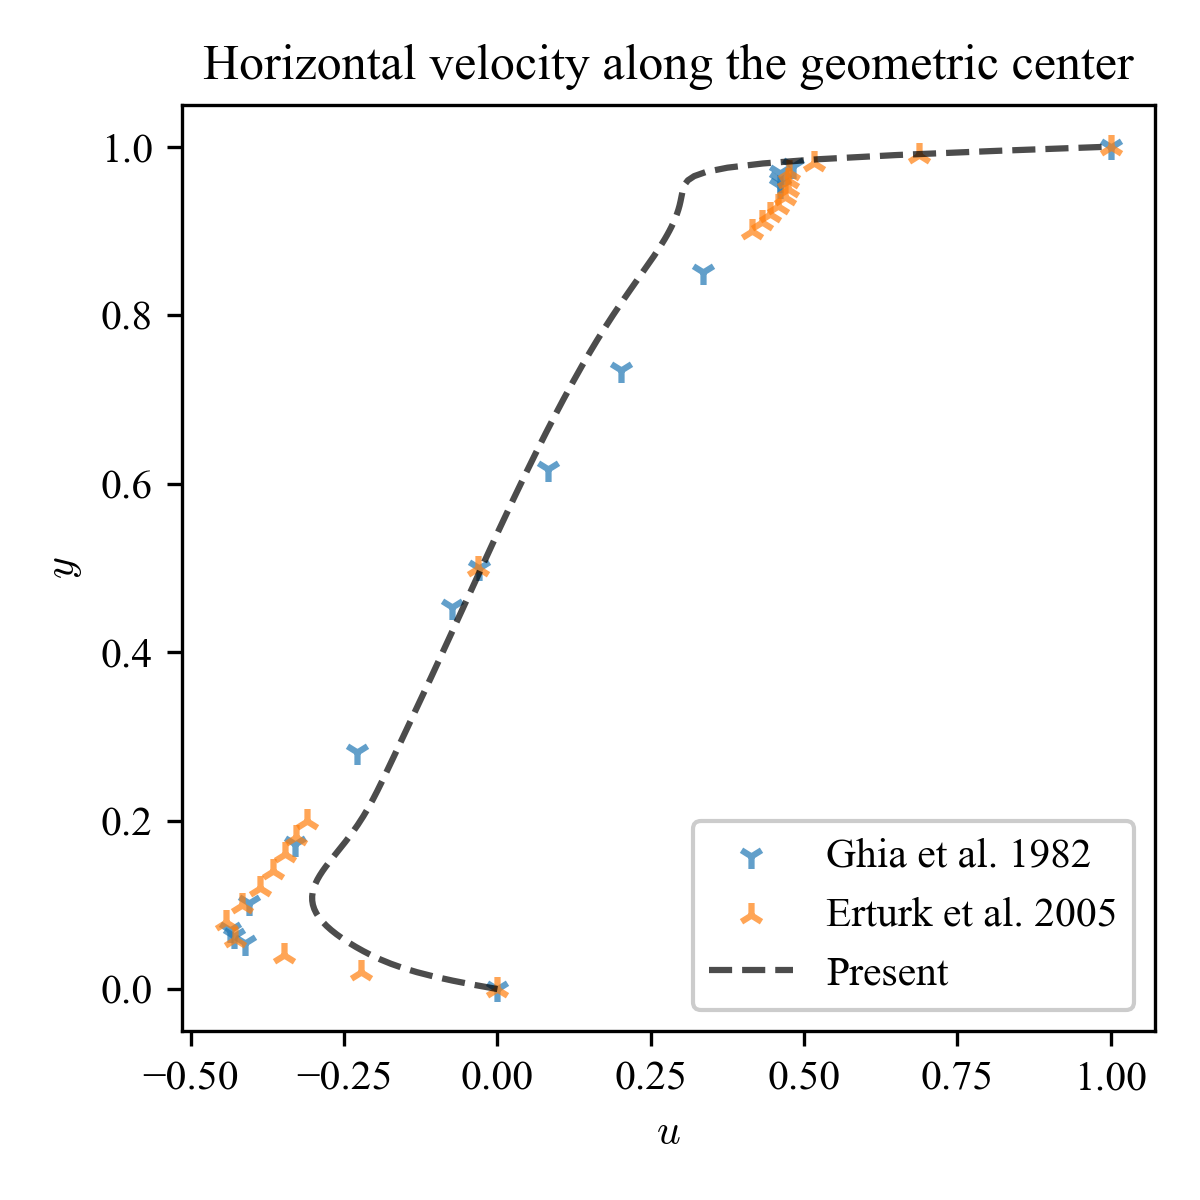 Horizontal velocity along the geometric center
1.0
0.8
0.6
0.4
0.2
0.0
y
−0.50 −0.25 0.00 0.25 0.50 0.75 1.00
u
Ghia et al. 1982
Erturk et al. 2005
Present